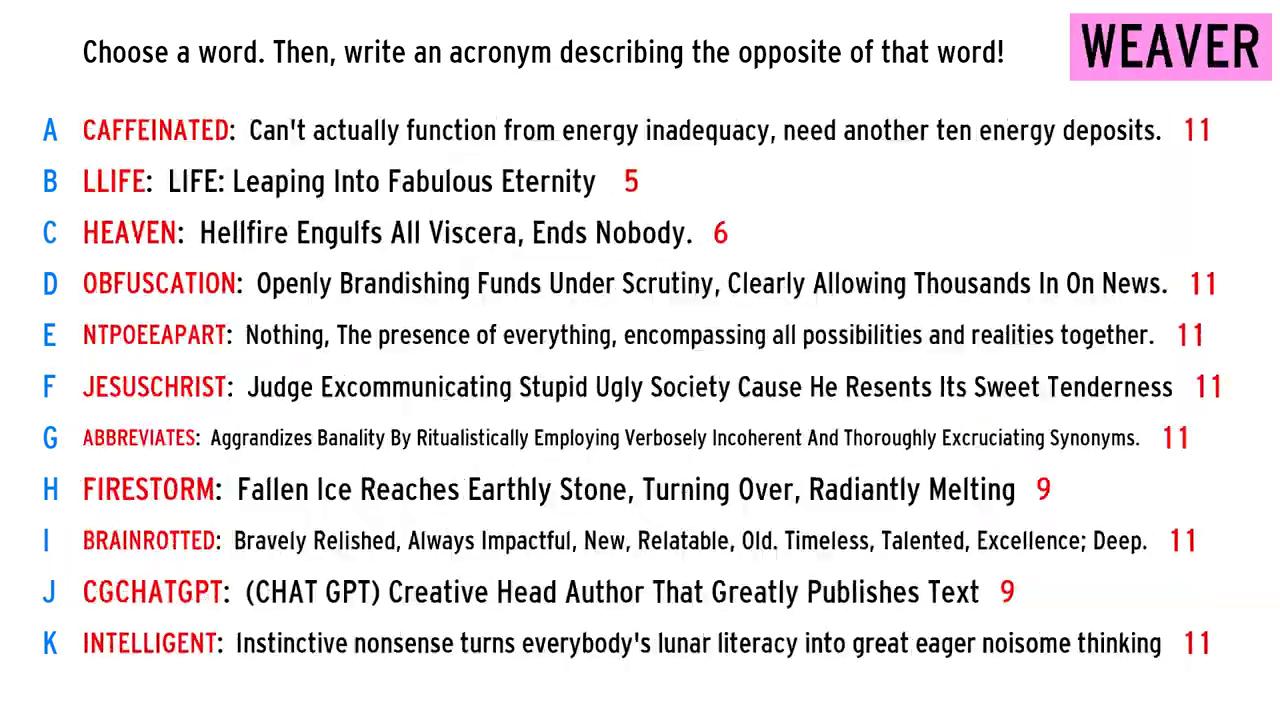 Choose a word. Then, write an acronym describing the opposite of that word!
WEAVER
A CAFFEINATED: Can't actually function from energy inadequacy, need another ten energy deposits. 11
B LLIFE: LIFE: Leaping Into Fabulous Eternity 5
C HEAVEN: Hellfire Engulfs All Viscera, Ends Nobody. 6
D OBFUSCATION: Openly Brandishing Funds Under Scrutiny, Clearly Allowing Thousands In On News. 11
E NTPOEEAPART: Nothing, The presence of everything, encompassing all possibilities and realities together. 11
F JESUSCHRIST: Judge Excommunicating Stupid Ugly Society Cause He Resents Its Sweet Tenderness 11
G ABBREVIATES: Aggrandizes Banality By Ritualistically Employing Verbosely Incoherent And Thoroughly Excruciating Synonyms. 11
H FIRESTORM: Fallen Ice Reaches Earthly Stone, Turning Over, Radiantly Melting 9
I BRAINROTTED: Bravely Relished, Always Impactful, New, Relatable, Old. Timeless, Talented, Excellence; Deep. 11
J CGCHATGPT: (CHAT GPT) Creative Head Author That Greatly Publishes Text 9
K INTELLIGENT: Instinctive nonsense turns everybody's lunar literacy into great eager noisome thinking 11